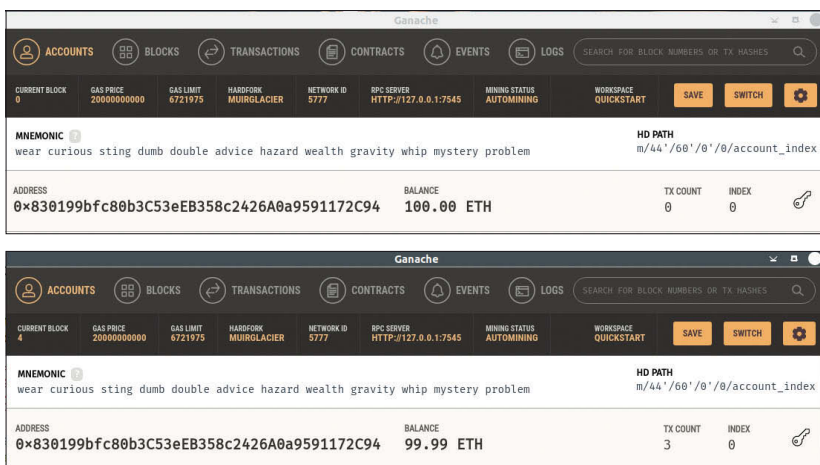 Ganache
ACCOUNTS BLOCKS TRANSACTIONS CONTRACTS EVENTS LOGS SEARCH FOR BLOCK NUMBERS OR TX HASHES
CURRENT BLOCK GAS PRICE GAS LIMIT HARDFORK NETWORK ID RPC SERVER MINING STATUS WORKSPACE
0 20000000000 6721975 MUIRGLACIER 5777 HTTP://127.0.0.1:7545 AUTOMINING QUICKSTART SAVE SWITCH
MNEMONIC ? HD PATH
wear curious sting dumb double advice hazard wealth gravity whip mystery problem m/44'/60'/0'/0/account_index
ADDRESS BALANCE TX COUNT INDEX
0×830199bfc80b3C53eEB358c2426A0a9591172C94 100.00 ETH 0 0
Ganache
ACCOUNTS BLOCKS TRANSACTIONS CONTRACTS EVENTS LOGS SEARCH FOR BLOCK NUMBERS OR TX HASHES
CURRENT BLOCK GAS PRICE GAS LIMIT HARDFORK NETWORK ID RPC SERVER MINING STATUS WORKSPACE
4 20000000000 6721975 MUIRGLACIER 5777 HTTP://127.0.0.1:7545 AUTOMINING QUICKSTART SAVE SWITCH
MNEMONIC ? HD PATH
wear curious sting dumb double advice hazard wealth gravity whip mystery problem m/44'/60'/0'/0/account_index
ADDRESS BALANCE TX COUNT INDEX
0×830199bfc80b3C53eEB358c2426A0a9591172C94 99.99 ETH 3 0